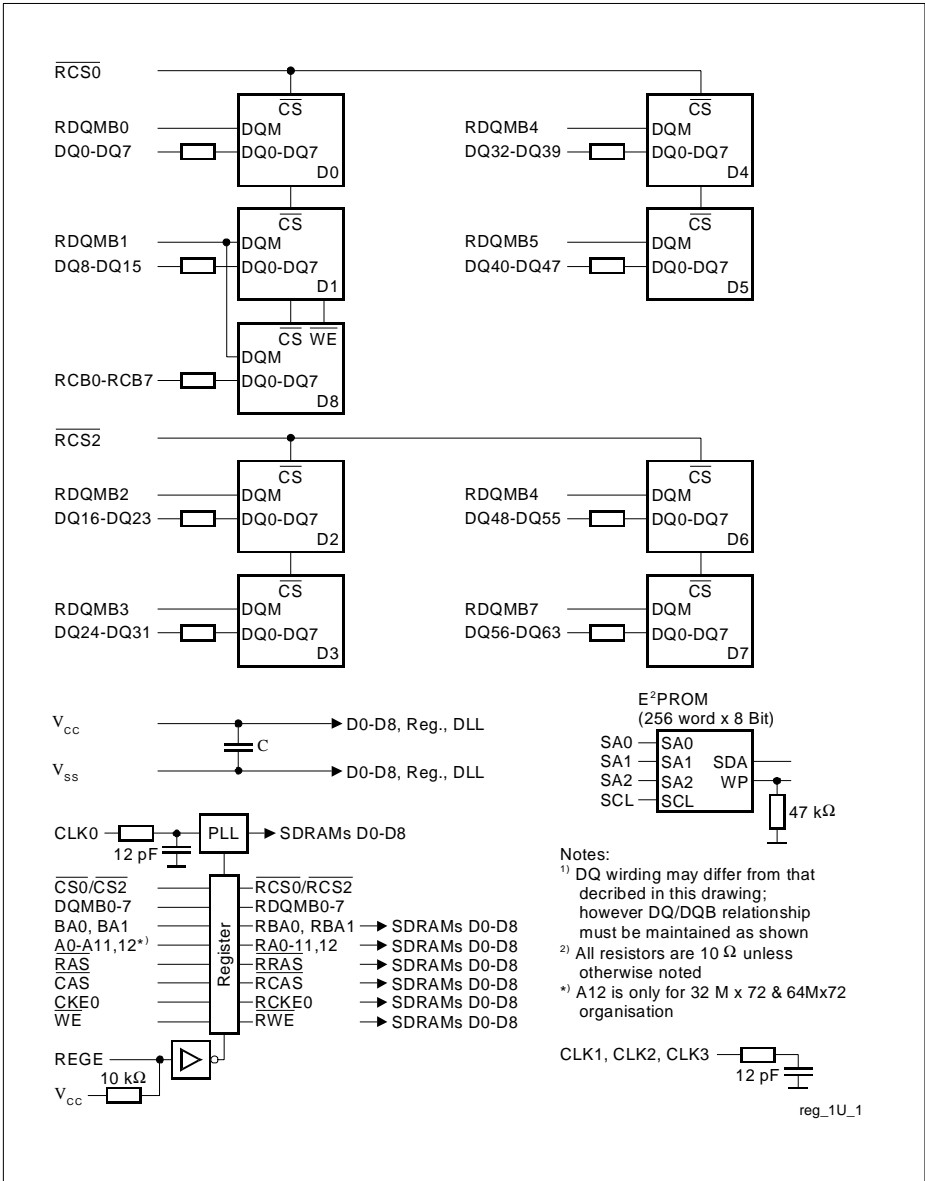 RCS0
CS
CS
RDQMB0
DQM
RDQMB4
DQM
DQ0-DQ7
DQ0-DQ7
DQ32-DQ39
DQ0-DQ7
D0
D4
CS
CS
RDQMB1
DQM
RDQMB5
DQM
DQ8-DQ15
DQ0-DQ7
DQ40-DQ47
DQ0-DQ7
D1
D5
CS WE
DQM
RCB0-RCB7
DQ0-DQ7
D8
RCS2
CS
CS
RDQMB2
DQM
RDQMB4
DQM
DQ16-DQ23
DQ0-DQ7
DQ48-DQ55
DQ0-DQ7
D2
D6
CS
CS
RDQMB3
DQM
RDQMB7
DQM
DQ24-DQ31
DQ0-DQ7
DQ56-DQ63
DQ0-DQ7
D3
D7
VCC
D0-D8, Reg., DLL
C
VSS
D0-D8, Reg., DLL
E²PROM
(256 word x 8 Bit)
SA0 SA0
SA1 SA1 SDA
SA2 SA2 WP
SCL SCL
47 kΩ
CLK0
PLL
SDRAMs D0-D8
12 pF
Register
CS0/CS2 RCS0/RCS2
DQMB0-7 RDQMB0-7
BA0, BA1 RBA0, RBA1 SDRAMs D0-D8
A0-A11,12*) RA0-11,12 SDRAMs D0-D8
RAS RRAS SDRAMs D0-D8
CAS RCAS SDRAMs D0-D8
CKE0 RCKE0 SDRAMs D0-D8
WE RWE SDRAMs D0-D8
REGE
10 kΩ
VCC
Notes:
1) DQ wirding may differ from that
decribed in this drawing;
however DQ/DQB relationship
must be maintained as shown
2) All resistors are 10 Ω unless
otherwise noted
*) A12 is only for 32 M x 72 & 64Mx72
organisation
CLK1, CLK2, CLK3
12 pF
reg_1U_1